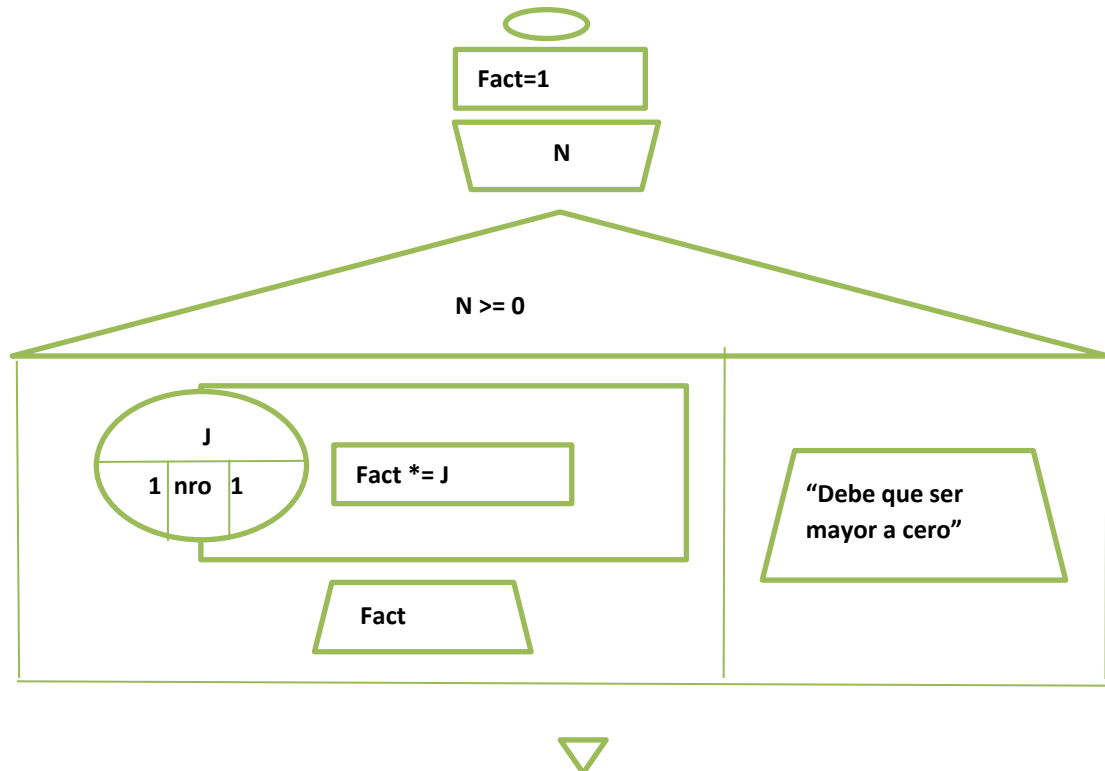 Fact=1
N
N >= 0
J
1 nro 1
Fact *= J
“Debe que ser
mayor a cero”
Fact